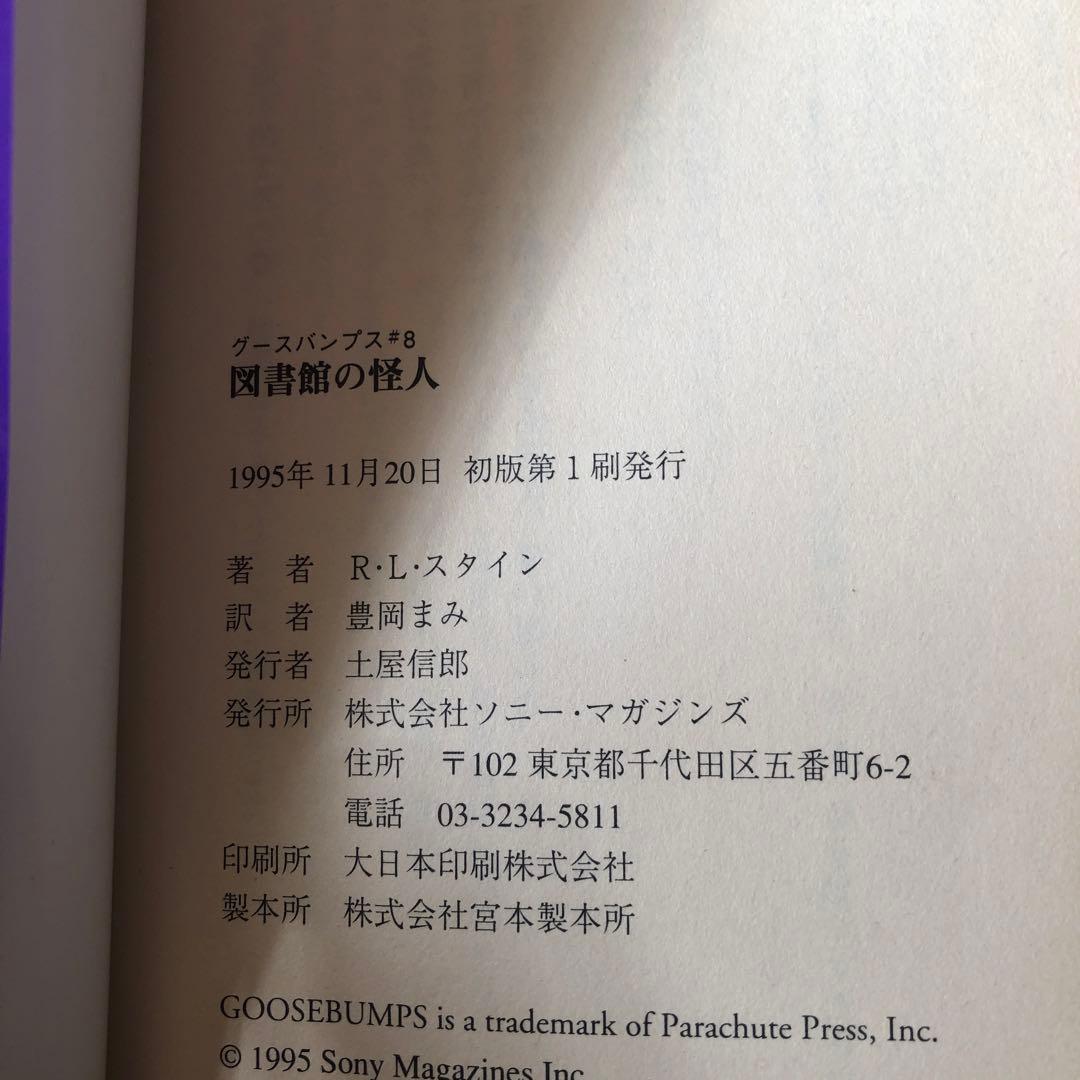 グースバンプス#8
図書館の怪人
1995年 11月20日 初版第1刷発行
著 者 R・L・スタイン
訳 者 豊岡まみ
発行者 土屋信郎
発行所 株式会社ソニー・マガジンズ
住所 〒102 東京都千代田区五番町6-2
電話 03-3234-5811
印刷所 大日本印刷株式会社
製本所 株式会社宮本製本所
GOOSEBUMPS is a trademark of Parachute Press, Inc.
© 1995 Sony Magazines Inc.